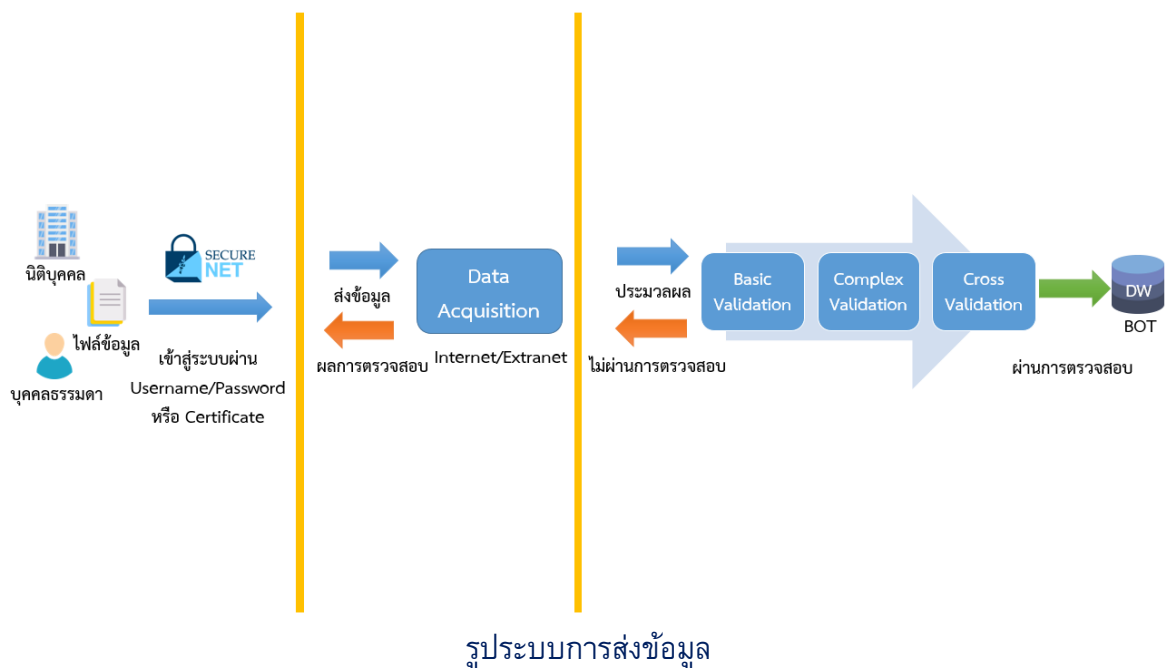 นิติบุคคล
ไฟล์ข้อมูล
บุคคลธรรมดา
SECURE
NET
เข้าสู่ระบบผ่าน
Username/Password
หรือ Certificate
ส่งข้อมูล
ผลการตรวจสอบ
Data
Acquisition
Internet/Extranet
ประมวลผล
ไม่ผ่านการตรวจสอบ
Basic
Validation
Complex
Validation
Cross
Validation
ผ่านการตรวจสอบ
DW
BOT
รูประบบการส่งข้อมูล